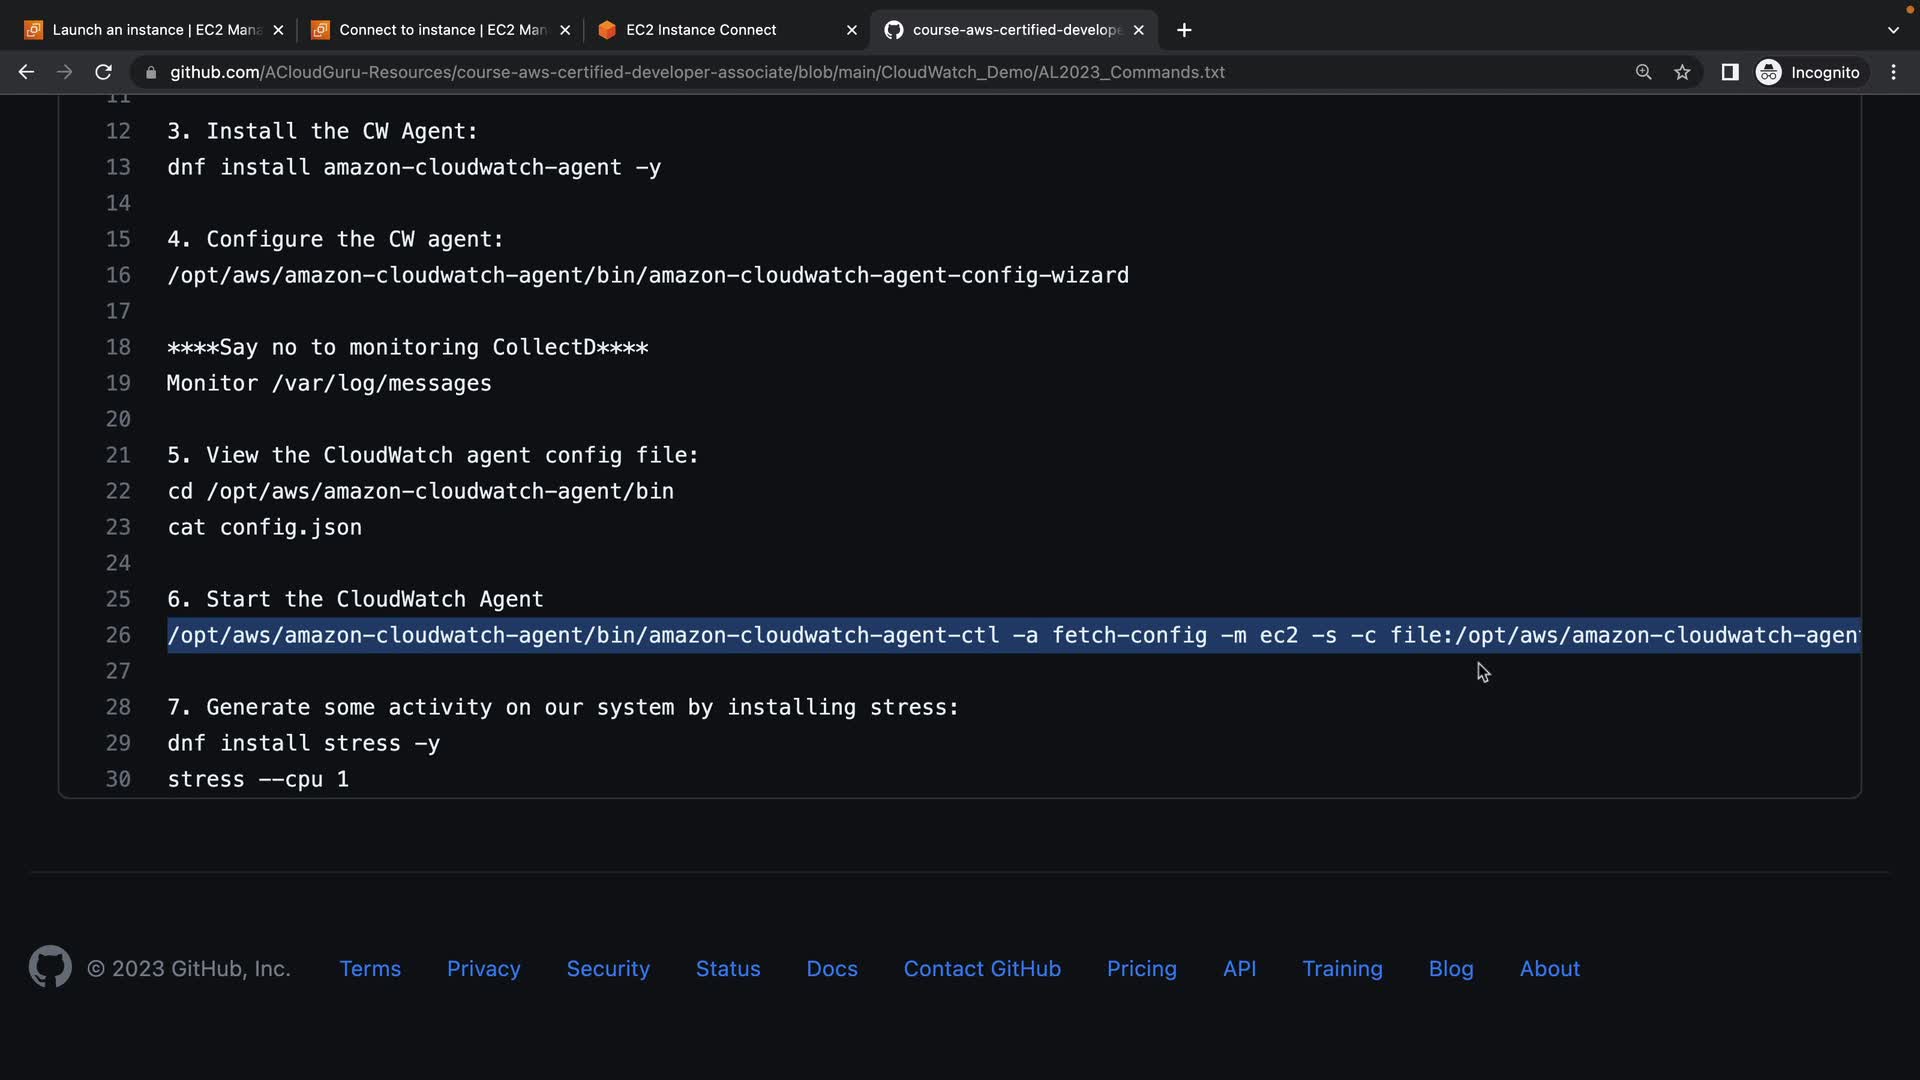 Launch an instance | EC2 Mana
Connect to instance | EC2 Man
EC2 Instance Connect
course-aws-certified-develope
github.com/ACloudGuru-Resources/course-aws-certified-developer-associate/blob/main/CloudWatch_Demo/AL2023_Commands.txt
Incognito
11
12 3. Install the CW Agent:
13 dnf install amazon-cloudwatch-agent -y
14
15 4. Configure the CW agent:
16 /opt/aws/amazon-cloudwatch-agent/bin/amazon-cloudwatch-agent-config-wizard
17
18 ****Say no to monitoring CollectD****
19 Monitor /var/log/messages
20
21 5. View the CloudWatch agent config file:
22 cd /opt/aws/amazon-cloudwatch-agent/bin
23 cat config.json
24
25 6. Start the CloudWatch Agent
26 /opt/aws/amazon-cloudwatch-agent/bin/amazon-cloudwatch-agent-ctl -a fetch-config -m ec2 -s -c file:/opt/aws/amazon-cloudwatch-agen
27
28 7. Generate some activity on our system by installing stress:
29 dnf install stress -y
30 stress --cpu 1
© 2023 GitHub, Inc.
Terms
Privacy
Security
Status
Docs
Contact GitHub
Pricing
API
Training
Blog
About